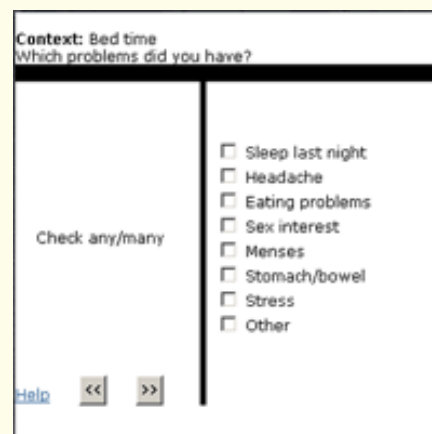 Context: Bed time
Which problems did you have?
Check any/many
Sleep last night
Headache
Eating problems
Sex interest
Menses
Stomach/bowel
Stress
Other
Help << >>